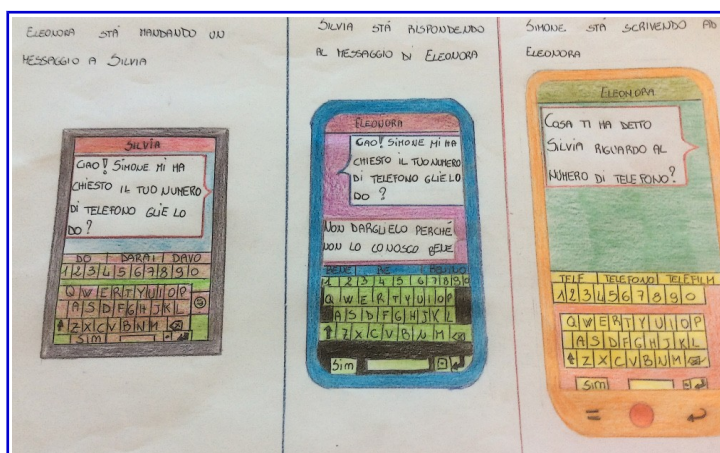 ELEONORA STÁ MANDANDO UN
MESSAGGIO A SILVIA
SILVIA
CIAO! SIMONE MI HA
CHIESTO IL TUO NUMERO
DI TELEFONO GLIE LO
DO?
DO DARAI DAVO
1 2 3 4 5 6 7 8 9 0
Q W E R T Y U I O P
A S D F G H J K L
Z X C V B N M
SIM
SILVIA STÁ RISPONDENDO
AL MESSAGGIO DI ELEONORA
ELEONORA
CIAO! SIMONE MI HA
CHIESTO IL TUO NUMERO
DI TELEFONO GLIE LO
DO?
NON DARGLIELO PERCHÉ
NON LO CONOSCO BENE
BENE
1 2 3 4 5 6 7 8 9 0
Q W E R T Y U I O P
A S D F G H J K L
Z X C V B N M
SIM
SIMONE STÁ SCRIVENDO AD
ELEONORA
ELEONORA
COSA TI HA DETTO
SILVIA RIGUARDO AL
NUMERO DI TELEFONO?
TELE TELEFONO TELEFILM
1 2 3 4 5 6 7 8 9 0
Q W E R T Y U I O P
A S D F G H J K L
Z X C V B N M
SIM